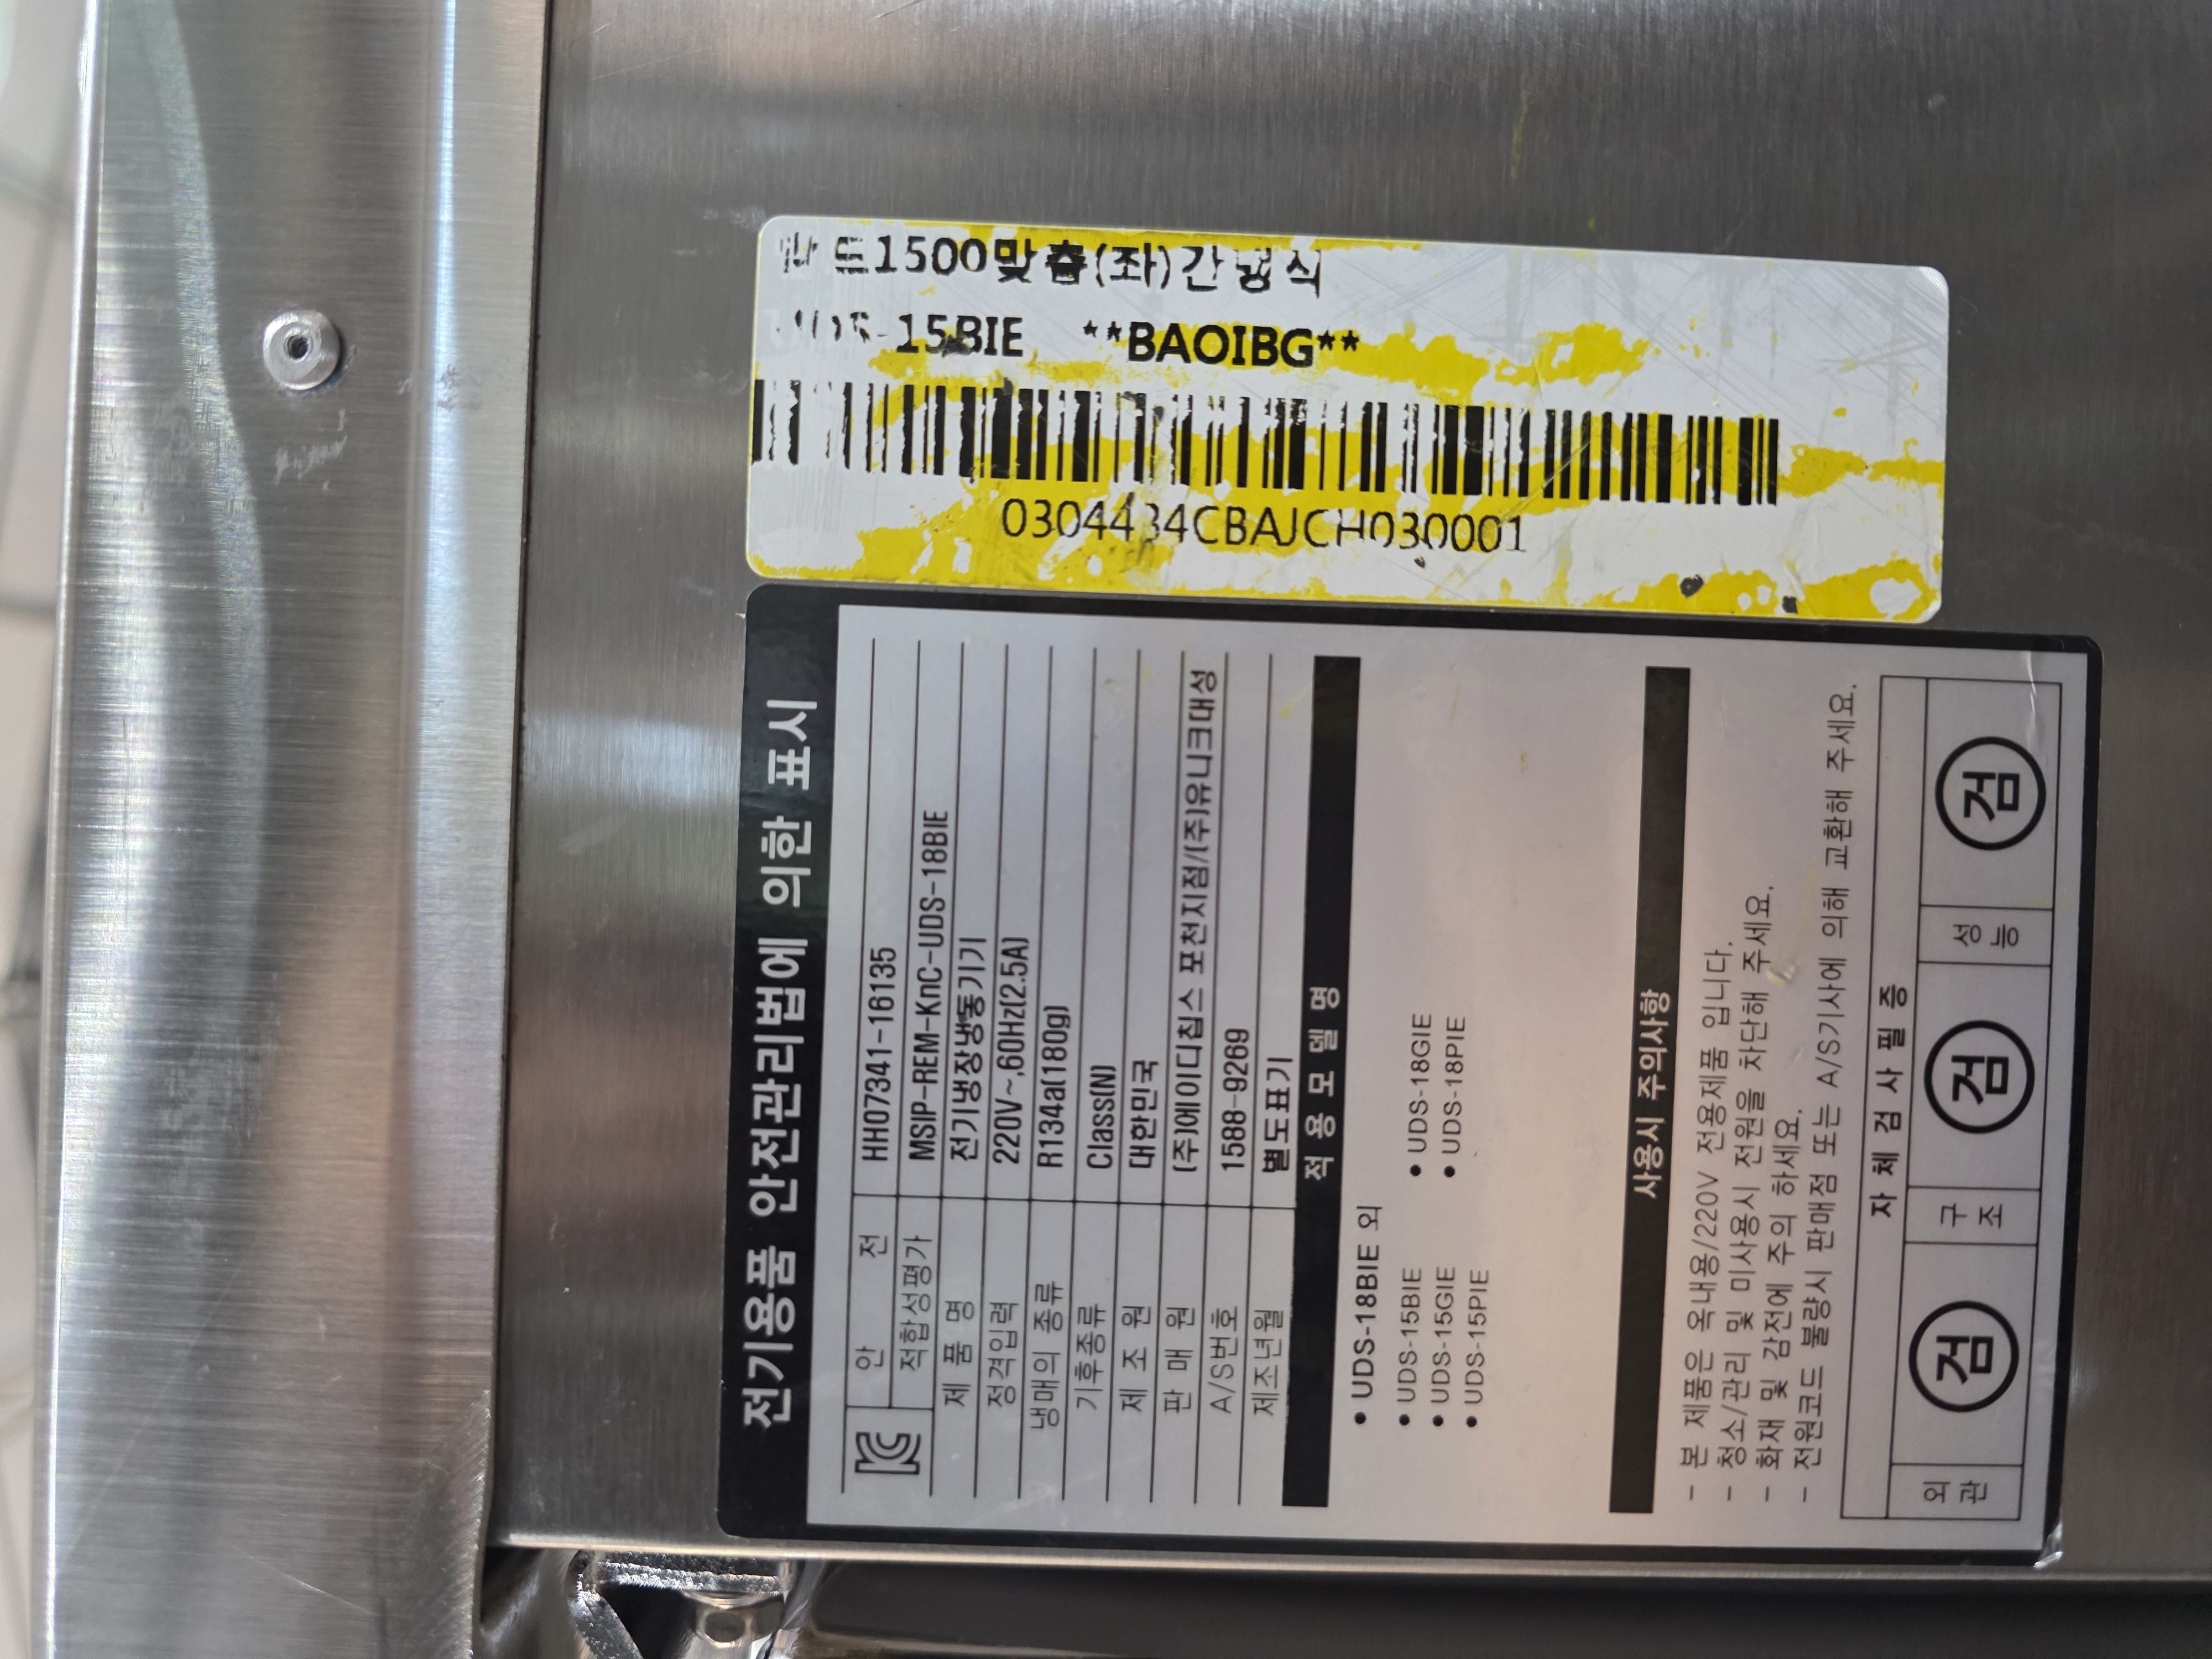 1500맞춤(좌)간냉식
15BIE **BAOIBG**
0304434CBAJCH030001
전기용품 안전관리법에 의한 표시
안 전 HH07341-16135
적합성평가 MSIP-REM-KnC-UDS-18BIE
제 품 명 전기냉장냉동기기
정격입력 220V~,60Hz(2.5A)
냉매의 종류 R134a(180g)
기후종류 Class(N)
제 조 원 대한민국
판 매 원 (주)에이디칩스 포천지점/(주)유니크대성
A/S번호 1588-9269
제조년월 별도표기
적 용 모 델 명
• UDS-18BIE 외
• UDS-15BIE • UDS-18GIE
• UDS-15GIE • UDS-18PIE
• UDS-15PIE
사용시 주의사항
- 본 제품은 옥내용/220V 전용제품 입니다.
- 청소/관리 및 미사용시 전원을 차단해 주세요.
- 화재 및 감전에 주의 하세요.
- 전원코드 불량시 판매점 또는 A/S기사에 의해 교환해 주세요.
자 체 검 사 필 증
외관 검 구조 검 성능 검